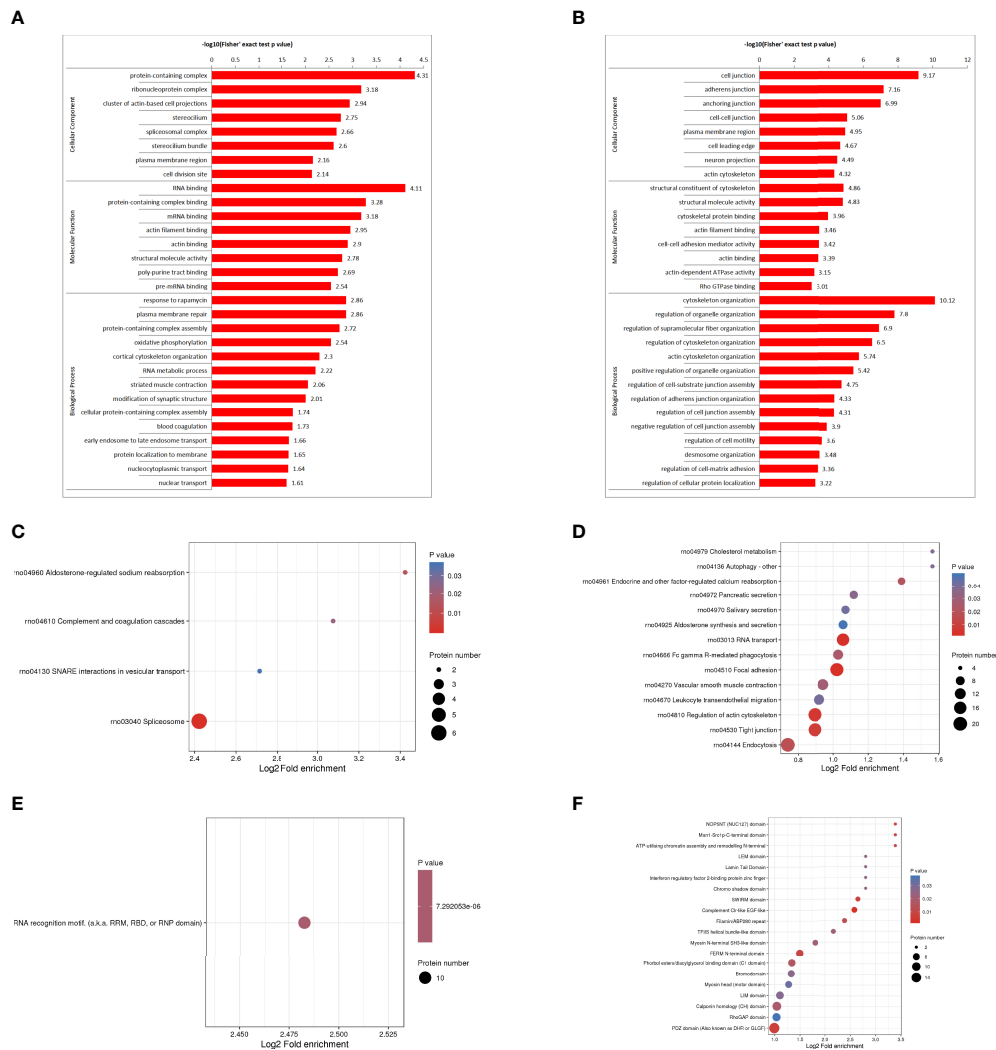 A
-log10(Fisher' exact test p value)
0 0.5 1 1.5 2 2.5 3 3.5 4 4.5 5
Cellular Component
protein-containing complex 4.31
ribonucleoprotein complex 3.18
cluster of actin-based cell projections 2.94
stereocilium 2.75
spliceosomal complex 2.66
stereocilium bundle 2.6
plasma membrane region 2.16
cell division site 2.14
Molecular Function
RNA binding 4.11
protein-containing complex binding 3.28
mRNA binding 3.18
actin filament binding 2.95
actin binding 2.9
structural molecule activity 2.78
poly-purine tract binding 2.69
pre-mRNA binding 2.54
Biological Process
response to rapamycin 2.86
plasma membrane repair 2.86
protein-containing complex assembly 2.72
oxidative phosphorylation 2.54
cortical cytoskeleton organization 2.3
RNA metabolic process 2.22
striated muscle contraction 2.06
modification of synaptic structure 2.01
cellular protein-containing complex assembly 1.74
blood coagulation 1.73
early endosome to late endosome transport 1.66
protein localization to membrane 1.65
nucleocytoplasmic transport 1.64
nuclear transport 1.61
B
-log10(Fisher' exact test p value)
0 2 4 6 8 10 12
Cellular Component
cell junction 9.17
adherens junction 7.16
anchoring junction 6.99
cell-cell junction 5.06
plasma membrane region 4.95
cell leading edge 4.67
neuron projection 4.49
actin cytoskeleton 4.32
Molecular Function
structural constituent of cytoskeleton 4.86
structural molecule activity 4.83
cytoskeletal protein binding 3.96
actin filament binding 3.46
cell-cell adhesion mediator activity 3.42
actin binding 3.39
actin-dependent ATPase activity 3.15
Rho GTPase binding 3.01
Biological Process
cytoskeleton organization 10.12
regulation of organelle organization 7.8
regulation of supramolecular fiber organization 6.9
regulation of cytoskeleton organization 6.5
actin cytoskeleton organization 5.74
positive regulation of organelle organization 5.42
regulation of cell-substrate junction assembly 4.75
regulation of adherens junction organization 4.33
regulation of cell junction assembly 4.31
negative regulation of cell junction assembly 3.9
regulation of cell motility 3.6
desmosome organization 3.48
regulation of cell-matrix adhesion 3.36
regulation of cellular protein localization 3.22
C
rno04960 Aldosterone-regulated sodium reabsorption
rno04610 Complement and coagulation cascades
rno04130 SNARE interactions in vesicular transport
rno03040 Spliceosome
2.4 2.6 2.8 3.0 3.2 3.4
Log2 Fold enrichment
P value
0.03
0.02
0.01
Protein number
2
3
4
5
6
D
rno04979 Cholesterol metabolism
rno04136 Autophagy - other
rno04961 Endocrine and other factor-regulated calcium reabsorption
rno04972 Pancreatic secretion
rno04970 Salivary secretion
rno04925 Aldosterone synthesis and secretion
rno03013 RNA transport
rno04666 Fc gamma R-mediated phagocytosis
rno04510 Focal adhesion
rno04270 Vascular smooth muscle contraction
rno04670 Leukocyte transendothelial migration
rno04810 Regulation of actin cytoskeleton
rno04530 Tight junction
rno04144 Endocytosis
0.8 1.0 1.2 1.4 1.6
Log2 Fold enrichment
P value
0.04
0.03
0.02
0.01
Protein number
4
8
12
16
20
E
RNA recognition motif. (a.k.a. RRM, RBD, or RNP domain)
2.450 2.475 2.500 2.525
Log2 Fold enrichment
P value
7.292053e-06
Protein number
10
F
NOP5NT (NUC127) domain
Man1-Src1p-C-terminal domain
ATP-utilising chromatin assembly and remodelling N-terminal
LEM domain
Lamin Tail Domain
Interferon regulatory factor 2-binding protein zinc finger
Chromo shadow domain
SWIRM domain
Complement Clr-like EGF-like
Filamin/ABP280 repeat
TFIIS helical bundle-like domain
Myosin N-terminal SH3-like domain
FERM N-terminal domain
Phorbol esters/diacylglycerol binding domain (C1 domain)
Bromodomain
Myosin head (motor domain)
LIM domain
Calponin homology (CH) domain
RhoGAP domain
PDZ domain (Also known as DHR or GLGF)
1.0 1.5 2.0 2.5 3.0 3.5
Log2 Fold enrichment
P value
0.03
0.02
0.01
Protein number
2
6
10
14